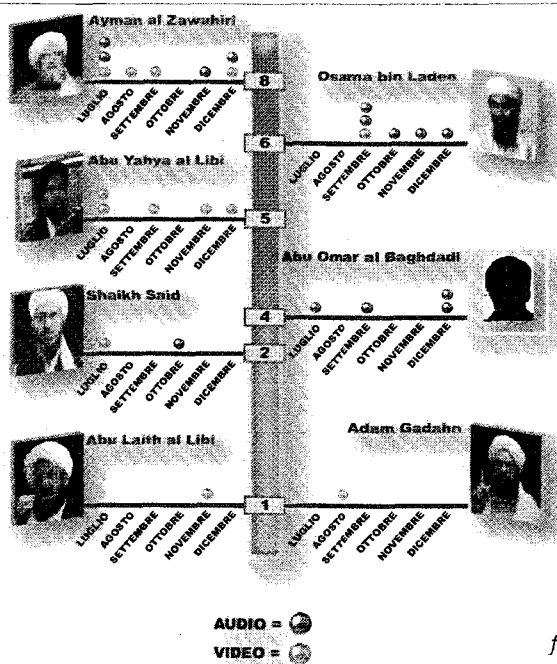 Ayman al Zawahiri
LUGLIO
AGOSTO
SETTEMBRE
OTTOBRE
NOVEMBRE
DICEMBRE
8
Osama bin Laden
LUGLIO
AGOSTO
SETTEMBRE
OTTOBRE
NOVEMBRE
DICEMBRE
6
Abu Yahya al Libi
LUGLIO
AGOSTO
SETTEMBRE
OTTOBRE
NOVEMBRE
DICEMBRE
5
Abu Omar al Baghdadi
LUGLIO
AGOSTO
SETTEMBRE
OTTOBRE
NOVEMBRE
DICEMBRE
4
Shaikh Said
LUGLIO
AGOSTO
SETTEMBRE
OTTOBRE
NOVEMBRE
DICEMBRE
2
Abu Laith al Libi
LUGLIO
AGOSTO
SETTEMBRE
OTTOBRE
NOVEMBRE
DICEMBRE
1
Adam Gadahn
LUGLIO
AGOSTO
SETTEMBRE
OTTOBRE
NOVEMBRE
DICEMBRE
AUDIO =
VIDEO =
f